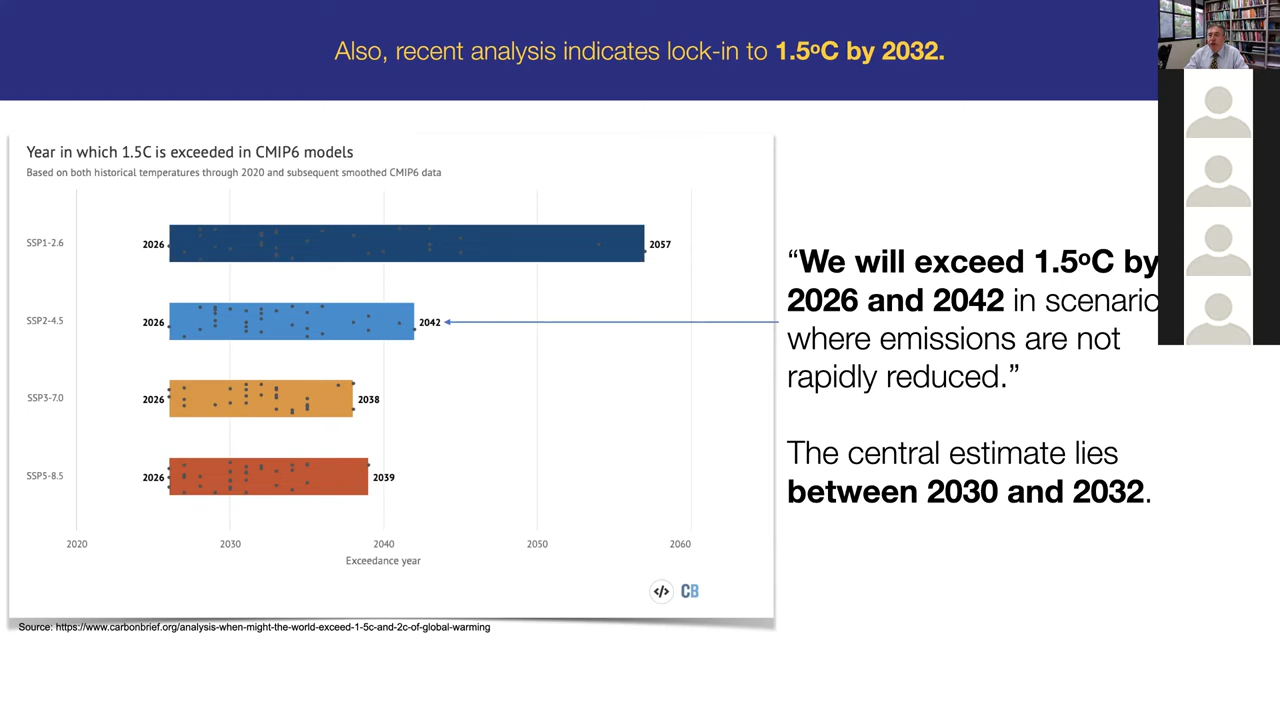 Also, recent analysis indicates lock-in to 1.5ºC by 2032.
Year in which 1.5C is exceeded in CMIP6 models
Based on both historical temperatures through 2020 and subsequent smoothed CMIP6 data
SSP1-2.6
2026
2057
SSP2-4.5
2026
2042
SSP3-7.0
2026
2038
SSP5-8.5
2026
2039
2020
2030
2040
2050
2060
Exceedance year
</> CB
Source: https://www.carbonbrief.org/analysis-when-might-the-world-exceed-1-5c-and-2c-of-global-warming
“We will exceed 1.5ºC by
2026 and 2042 in scenario
where emissions are not
rapidly reduced.”
The central estimate lies
between 2030 and 2032.